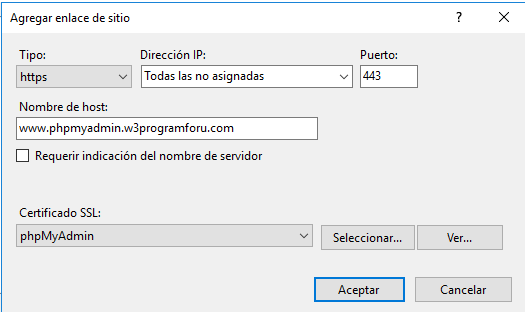 Agregar enlace de sitio
Tipo: Dirección IP: Puerto:
https Todas las no asignadas 443
Nombre de host:
www.phpmyadmin.w3programforu.com
Requerir indicación del nombre de servidor
Certificado SSL:
phpMyAdmin Seleccionar... Ver...
Aceptar Cancelar